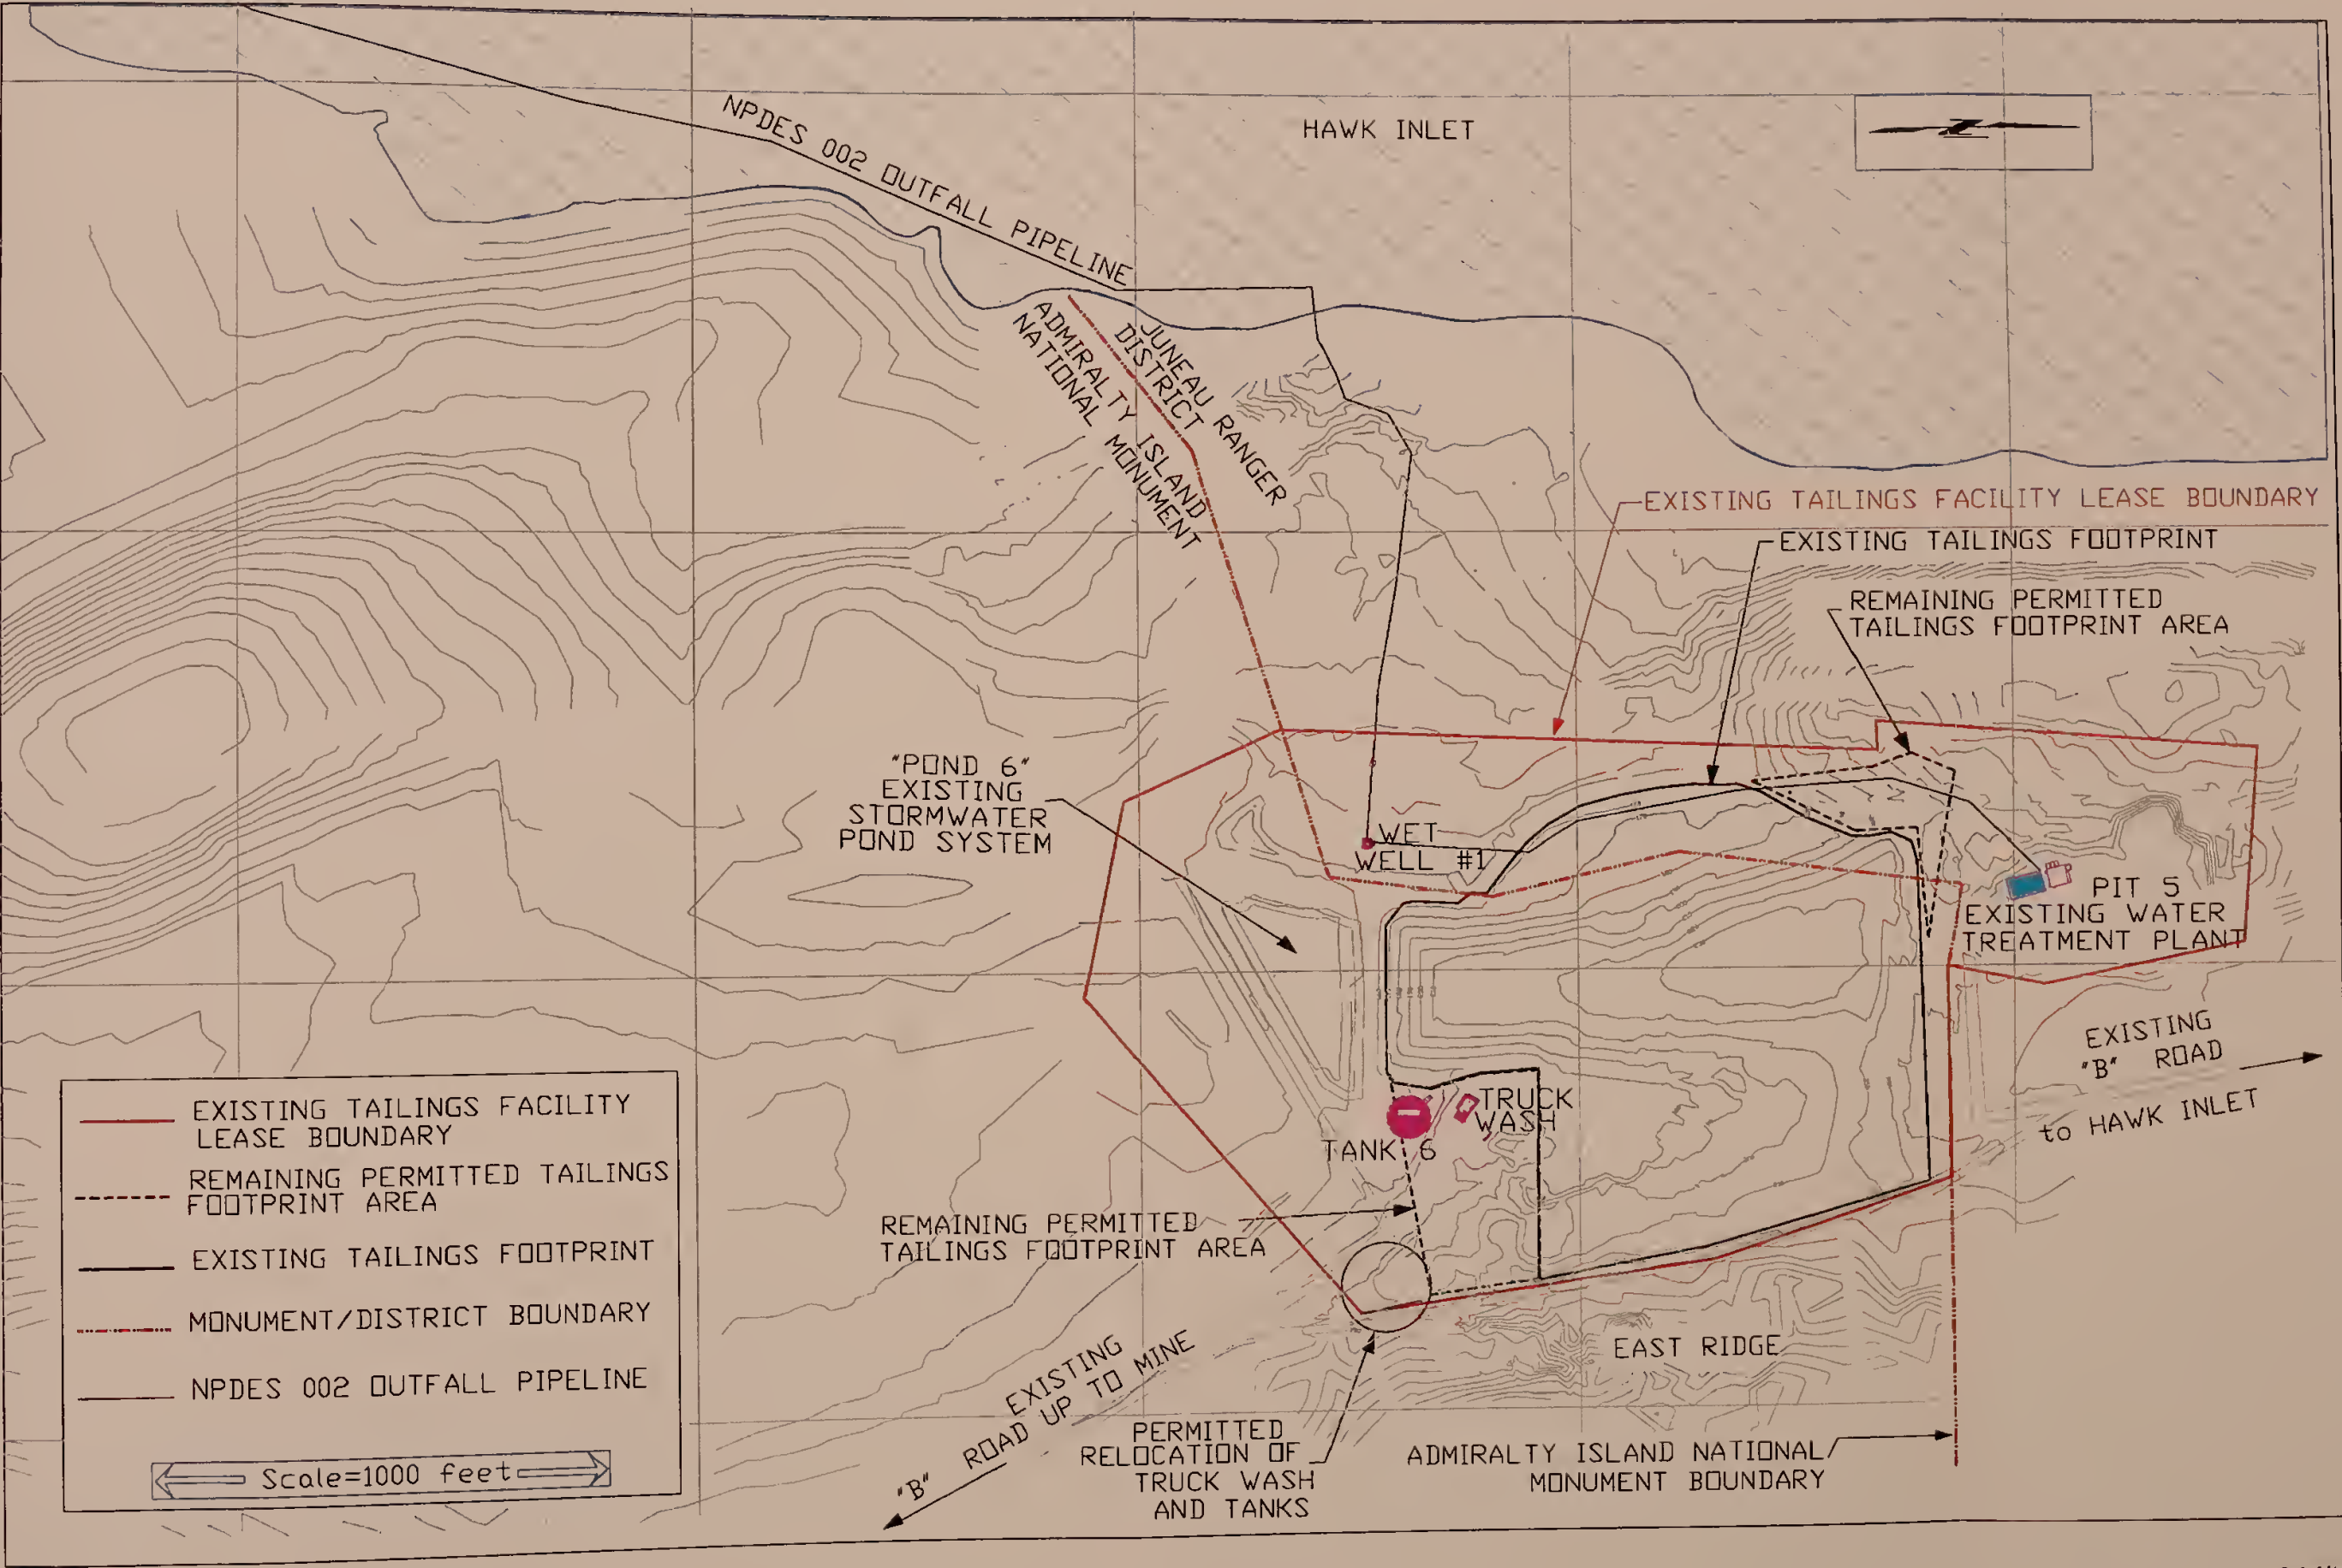 HAWK INLET
NPDES 002 OUTFALL PIPELINE
JUNEAU RANGER
DISTRICT
ADMIRALTY ISLAND
NATIONAL MONUMENT
EXISTING TAILINGS FACILITY LEASE BOUNDARY
EXISTING TAILINGS FOOTPRINT
REMAINING PERMITTED
TAILINGS FOOTPRINT AREA
"POND 6"
EXISTING
STORMWATER
POND SYSTEM
WET
WELL #1
PIT 5
EXISTING WATER
TREATMENT PLANT
EXISTING
"B" ROAD
to HAWK INLET
TRUCK
WASH
TANK 6
REMAINING PERMITTED
TAILINGS FOOTPRINT AREA
EAST RIDGE
EXISTING
"B" ROAD UP TO MINE
PERMITTED
RELOCATION OF
TRUCK WASH
AND TANKS
ADMIRALTY ISLAND NATIONAL
MONUMENT BOUNDARY
EXISTING TAILINGS FACILITY
LEASE BOUNDARY
REMAINING PERMITTED TAILINGS
FOOTPRINT AREA
EXISTING TAILINGS FOOTPRINT
MONUMENT/DISTRICT BOUNDARY
NPDES 002 OUTFALL PIPELINE
Scale=1000 feet